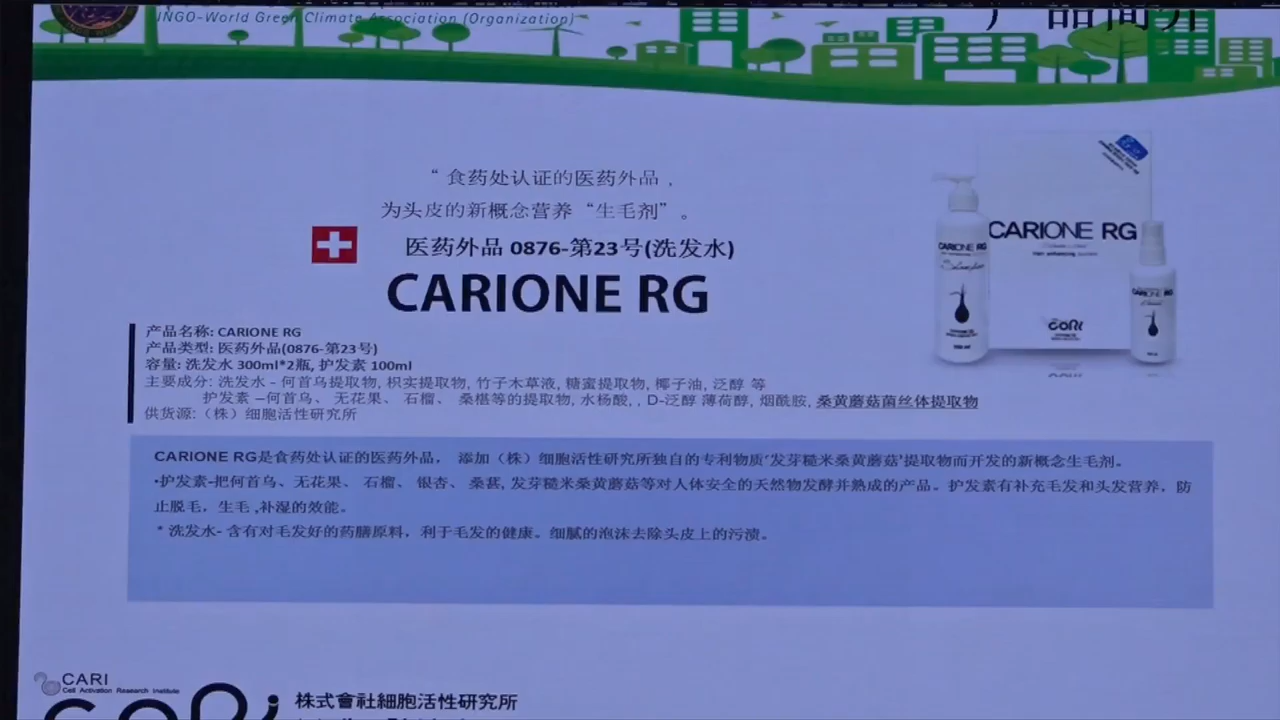 INGO-World Green Climate Association (Organization)
产品简介
“ 食药处认证的医药外品 ,
为头皮的新概念营养 “生毛剂” 。
医药外品 0876-第23号(洗发水)
CARIONE RG
产品名称: CARIONE RG
产品类型: 医药外品(0876-第23号)
容量: 洗发水 300ml*2瓶, 护发素 100ml
主要成分: 洗发水 - 何首乌提取物, 枳实提取物, 竹子木草液, 糖蜜提取物, 椰子油, 泛醇 等
护发素 –何首乌、 无花果、 石榴、 桑椹等的提取物, 水杨酸, , D-泛醇 薄荷醇, 烟酰胺, 桑黄蘑菇菌丝体提取物
供货源: （株）细胞活性研究所
CARIONE RG是食药处认证的医药外品， 添加（株）细胞活性研究所独自的专利物质‘发芽糙米桑黄蘑菇’提取物而开发的新概念生毛剂。
·护发素-把何首乌、无花果、 石榴、 银杏、 桑葚, 发芽糙米桑黄蘑菇等对人体安全的天然物发酵并熟成的产品。护发素有补充毛发和头发营养，防
止脱毛，生毛 ,补湿的效能。
* 洗发水- 含有对毛发好的药膳原料，利于毛发的健康。细腻的泡沫去除头皮上的污渍。
CARIONE RG
CARIONE RG
CARIONE RG
CORi
CARI
Cell Activation Research Institute
CORi
株式會社細胞活性研究所